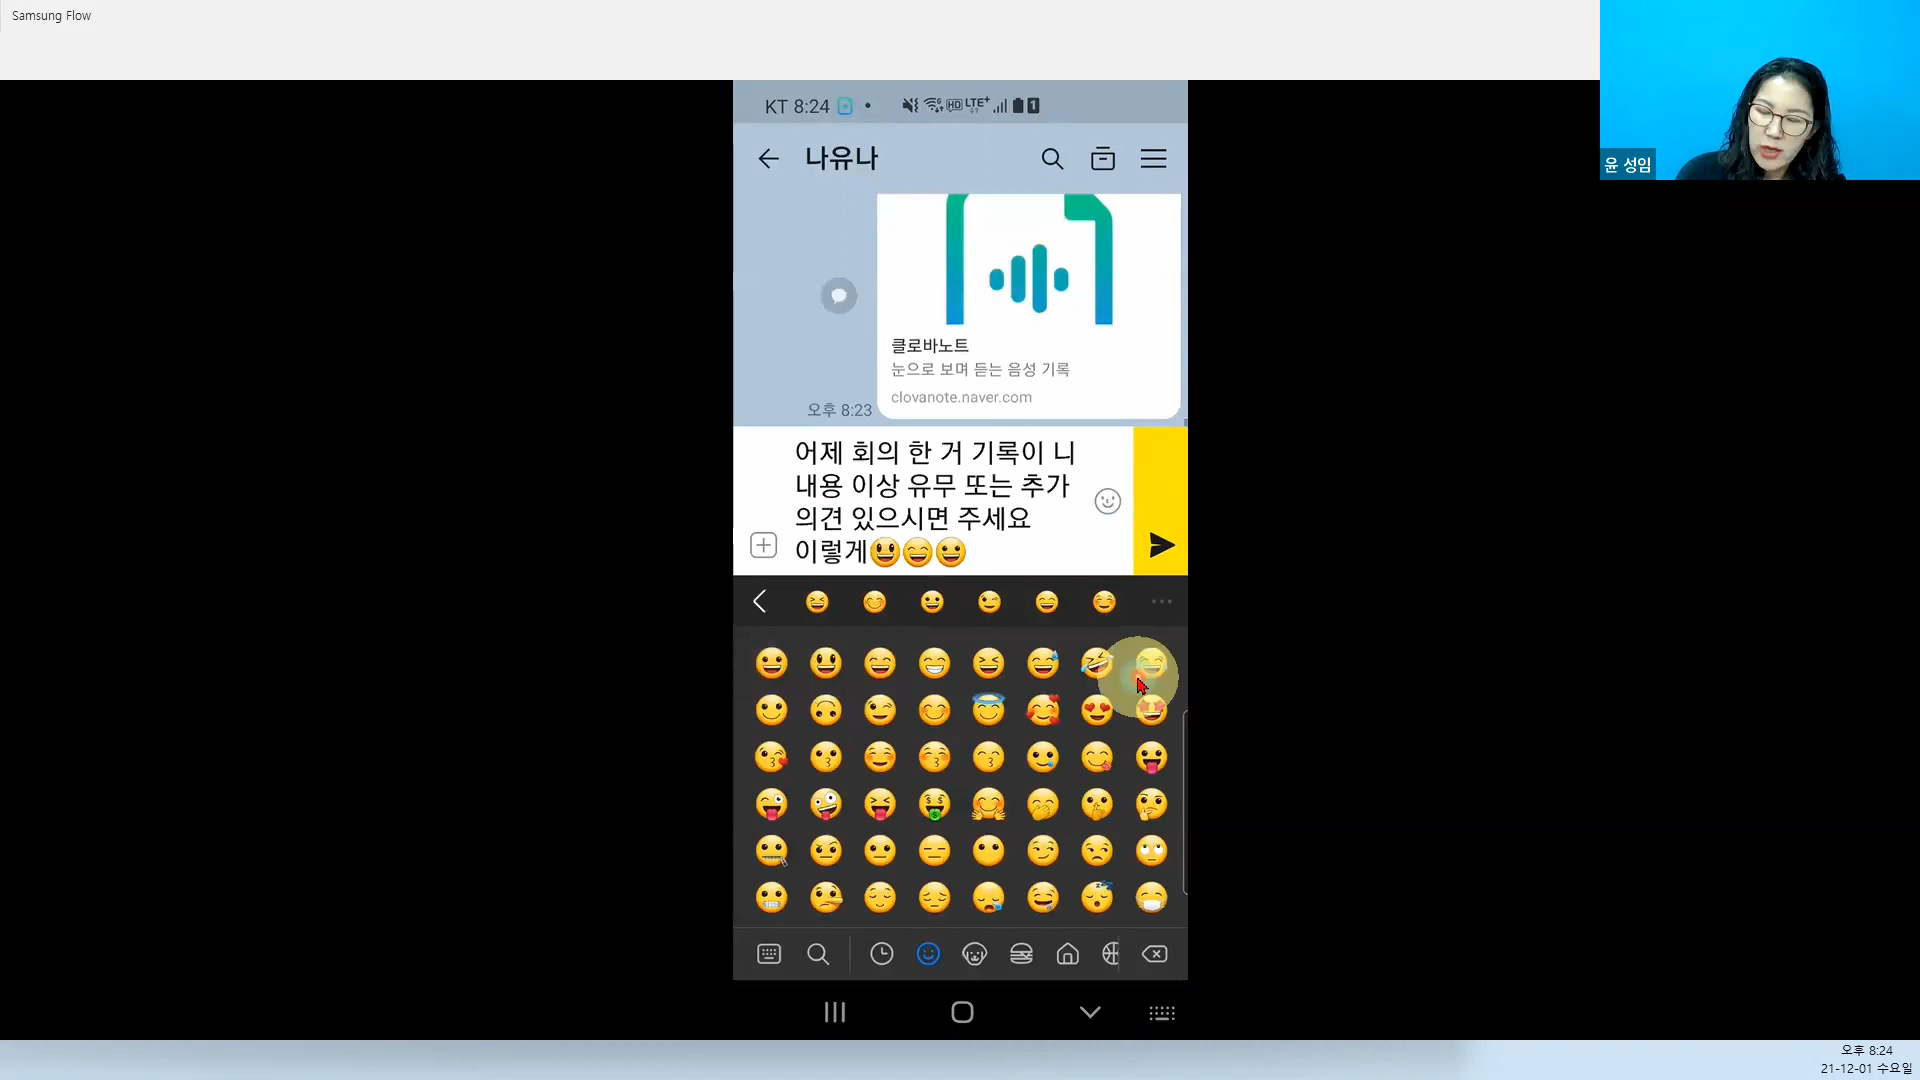 Samsung Flow
윤 성임
KT 8:24
HD LTE+ 1
나유나
클로바노트
눈으로 보며 듣는 음성 기록
clovanote.naver.com
오후 8:23
어제 회의 한 거 기록이 니
내용 이상 유무 또는 추가
의견 있으시면 주세요
이렇게😃😄😀
오후 8:24
21-12-01 수요일